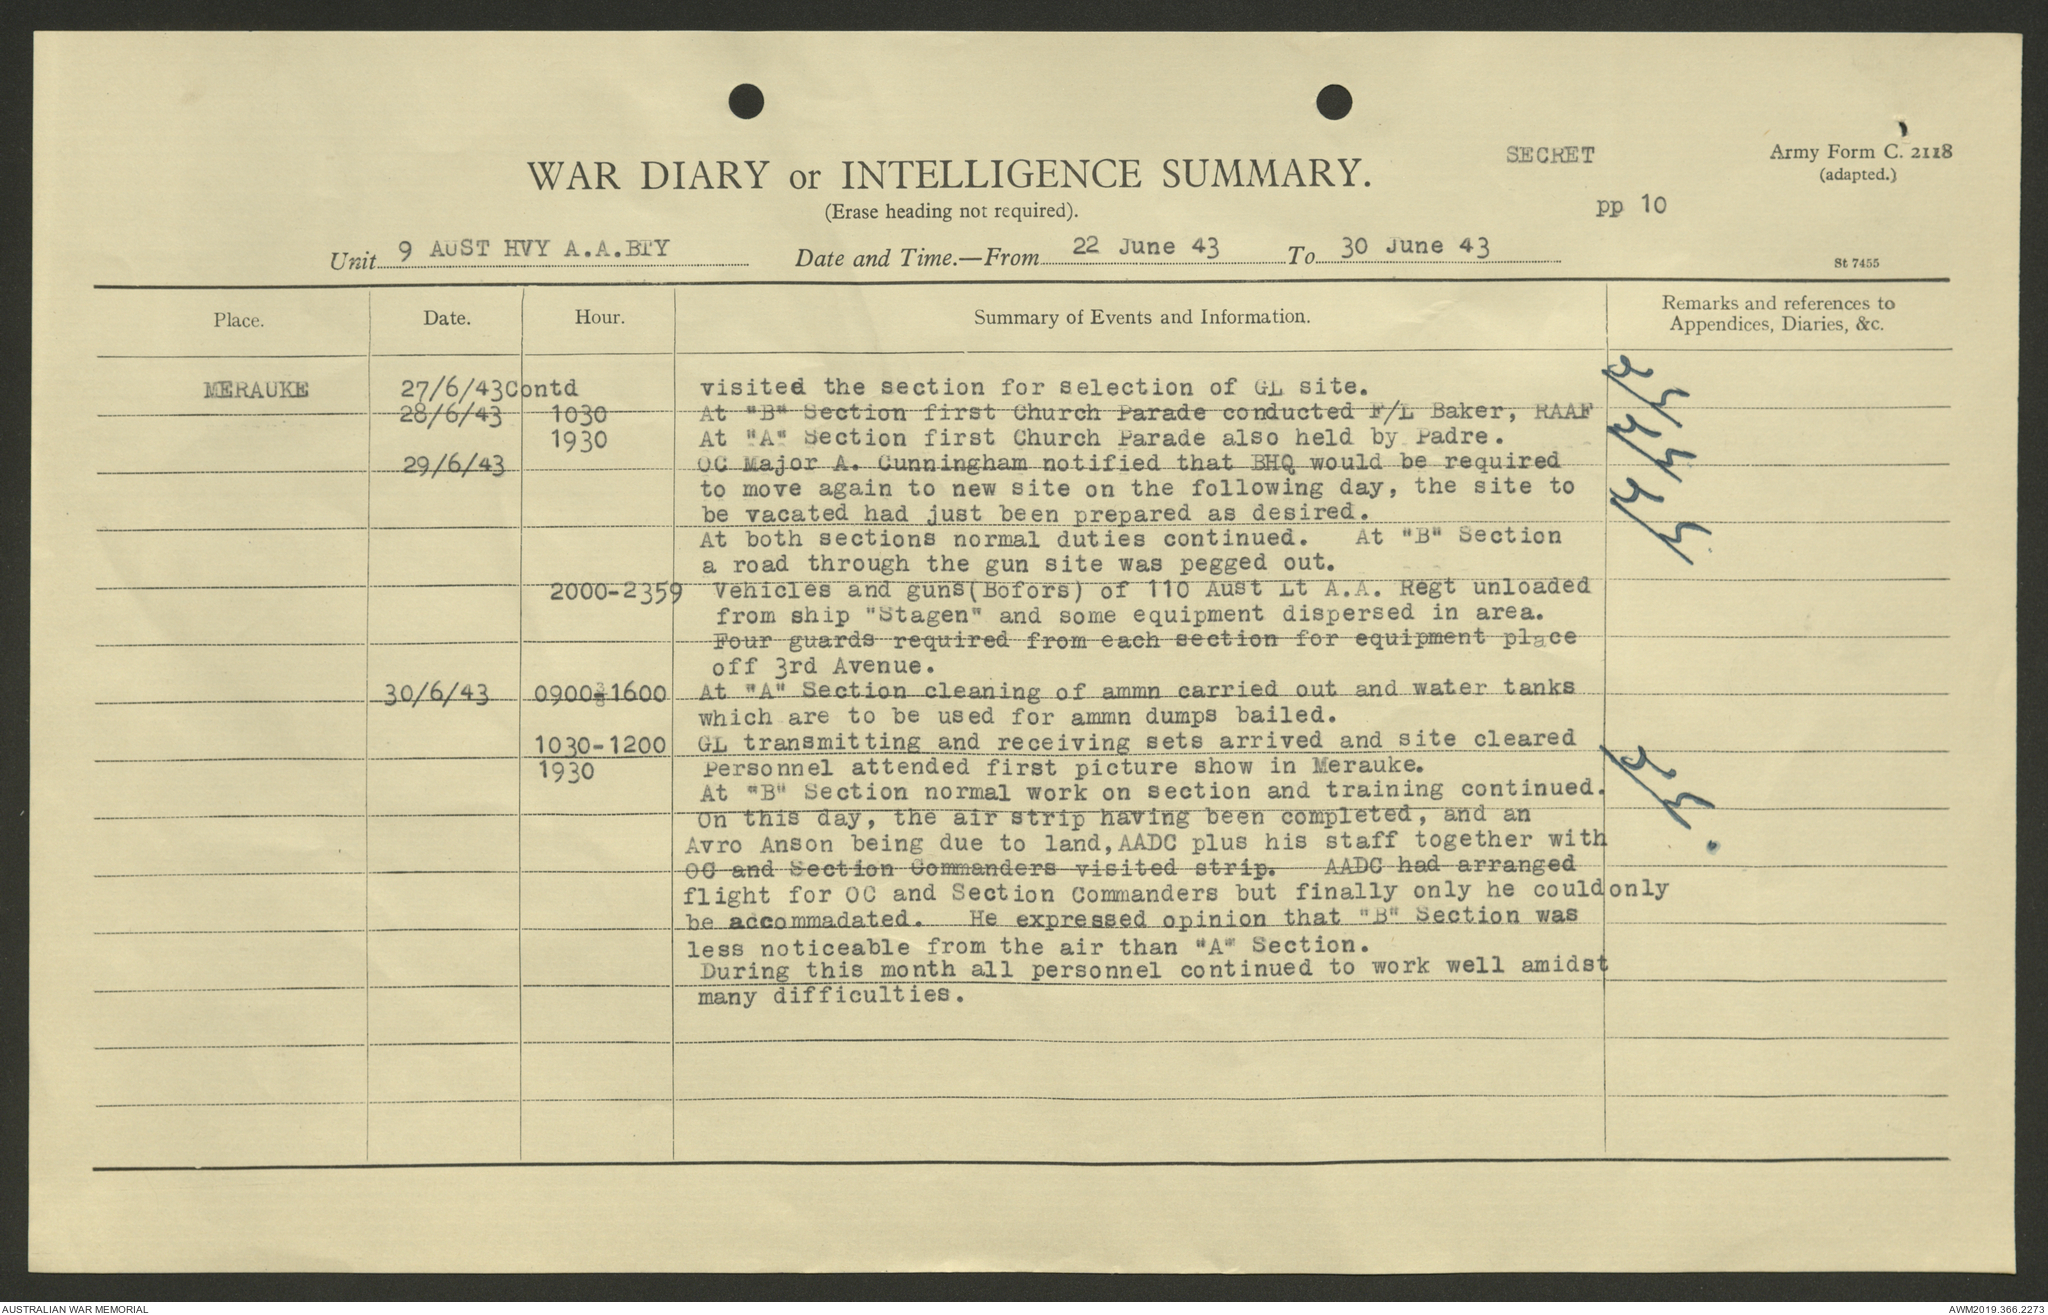 SECRET
Army Form C. 2118
(adapted.)
WAR DIARY or INTELLIGENCE SUMMARY.
(Erase heading not required).
pp 10
Unit 9 AUST HVY A.A.BTY Date and Time.—From 22 June 43 To 30 June 43
St 7455
Place. Date. Hour. Summary of Events and Information. Remarks and references to
Appendices, Diaries, &c.
MERAUKE 27/6/43Contd visited the section for selection of GL site.
28/6/43 1030 At "B" Section first Church Parade conducted F/L Baker, RAAF
1930 At "A" Section first Church Parade also held by Padre.
29/6/43 OC Major A. Cunningham notified that BHQ would be required
to move again to new site on the following day, the site to
be vacated had just been prepared as desired.
At both sections normal duties continued. At "B" Section
a road through the gun site was pegged out.
2000-2359 Vehicles and guns(Bofors) of 110 Aust Lt A.A. Regt unloaded
from ship "Stagen" and some equipment dispersed in area.
Four guards required from each section for equipment place
off 3rd Avenue.
30/6/43 0900-1600 At "A" Section cleaning of ammn carried out and water tanks
which are to be used for ammn dumps bailed.
1030-1200 GL transmitting and receiving sets arrived and site cleared
1930 Personnel attended first picture show in Merauke.
At "B" Section normal work on section and training continued.
On this day, the air strip having been completed, and an
Avro Anson being due to land, AADC plus his staff together with
OC and Section Commanders visited strip. AADC had arranged
flight for OC and Section Commanders but finally only he could only
be accommadated. He expressed opinion that "B" Section was
less noticeable from the air than "A" Section.
During this month all personnel continued to work well amidst
many difficulties.
AUSTRALIAN WAR MEMORIAL
AWM2019.366.2273